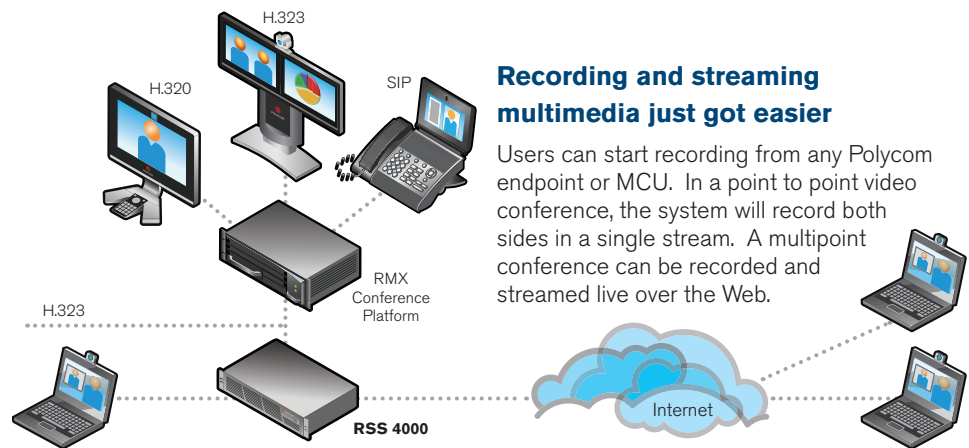 H.323
H.320
SIP
Recording and streaming
multimedia just got easier
Users can start recording from any Polycom
endpoint or MCU.  In a point to point video
conference, the system will record both
sides in a single stream.  A multipoint
conference can be recorded and
streamed live over the Web.
RMX
Conference
Platform
H.323
RSS 4000
Internet